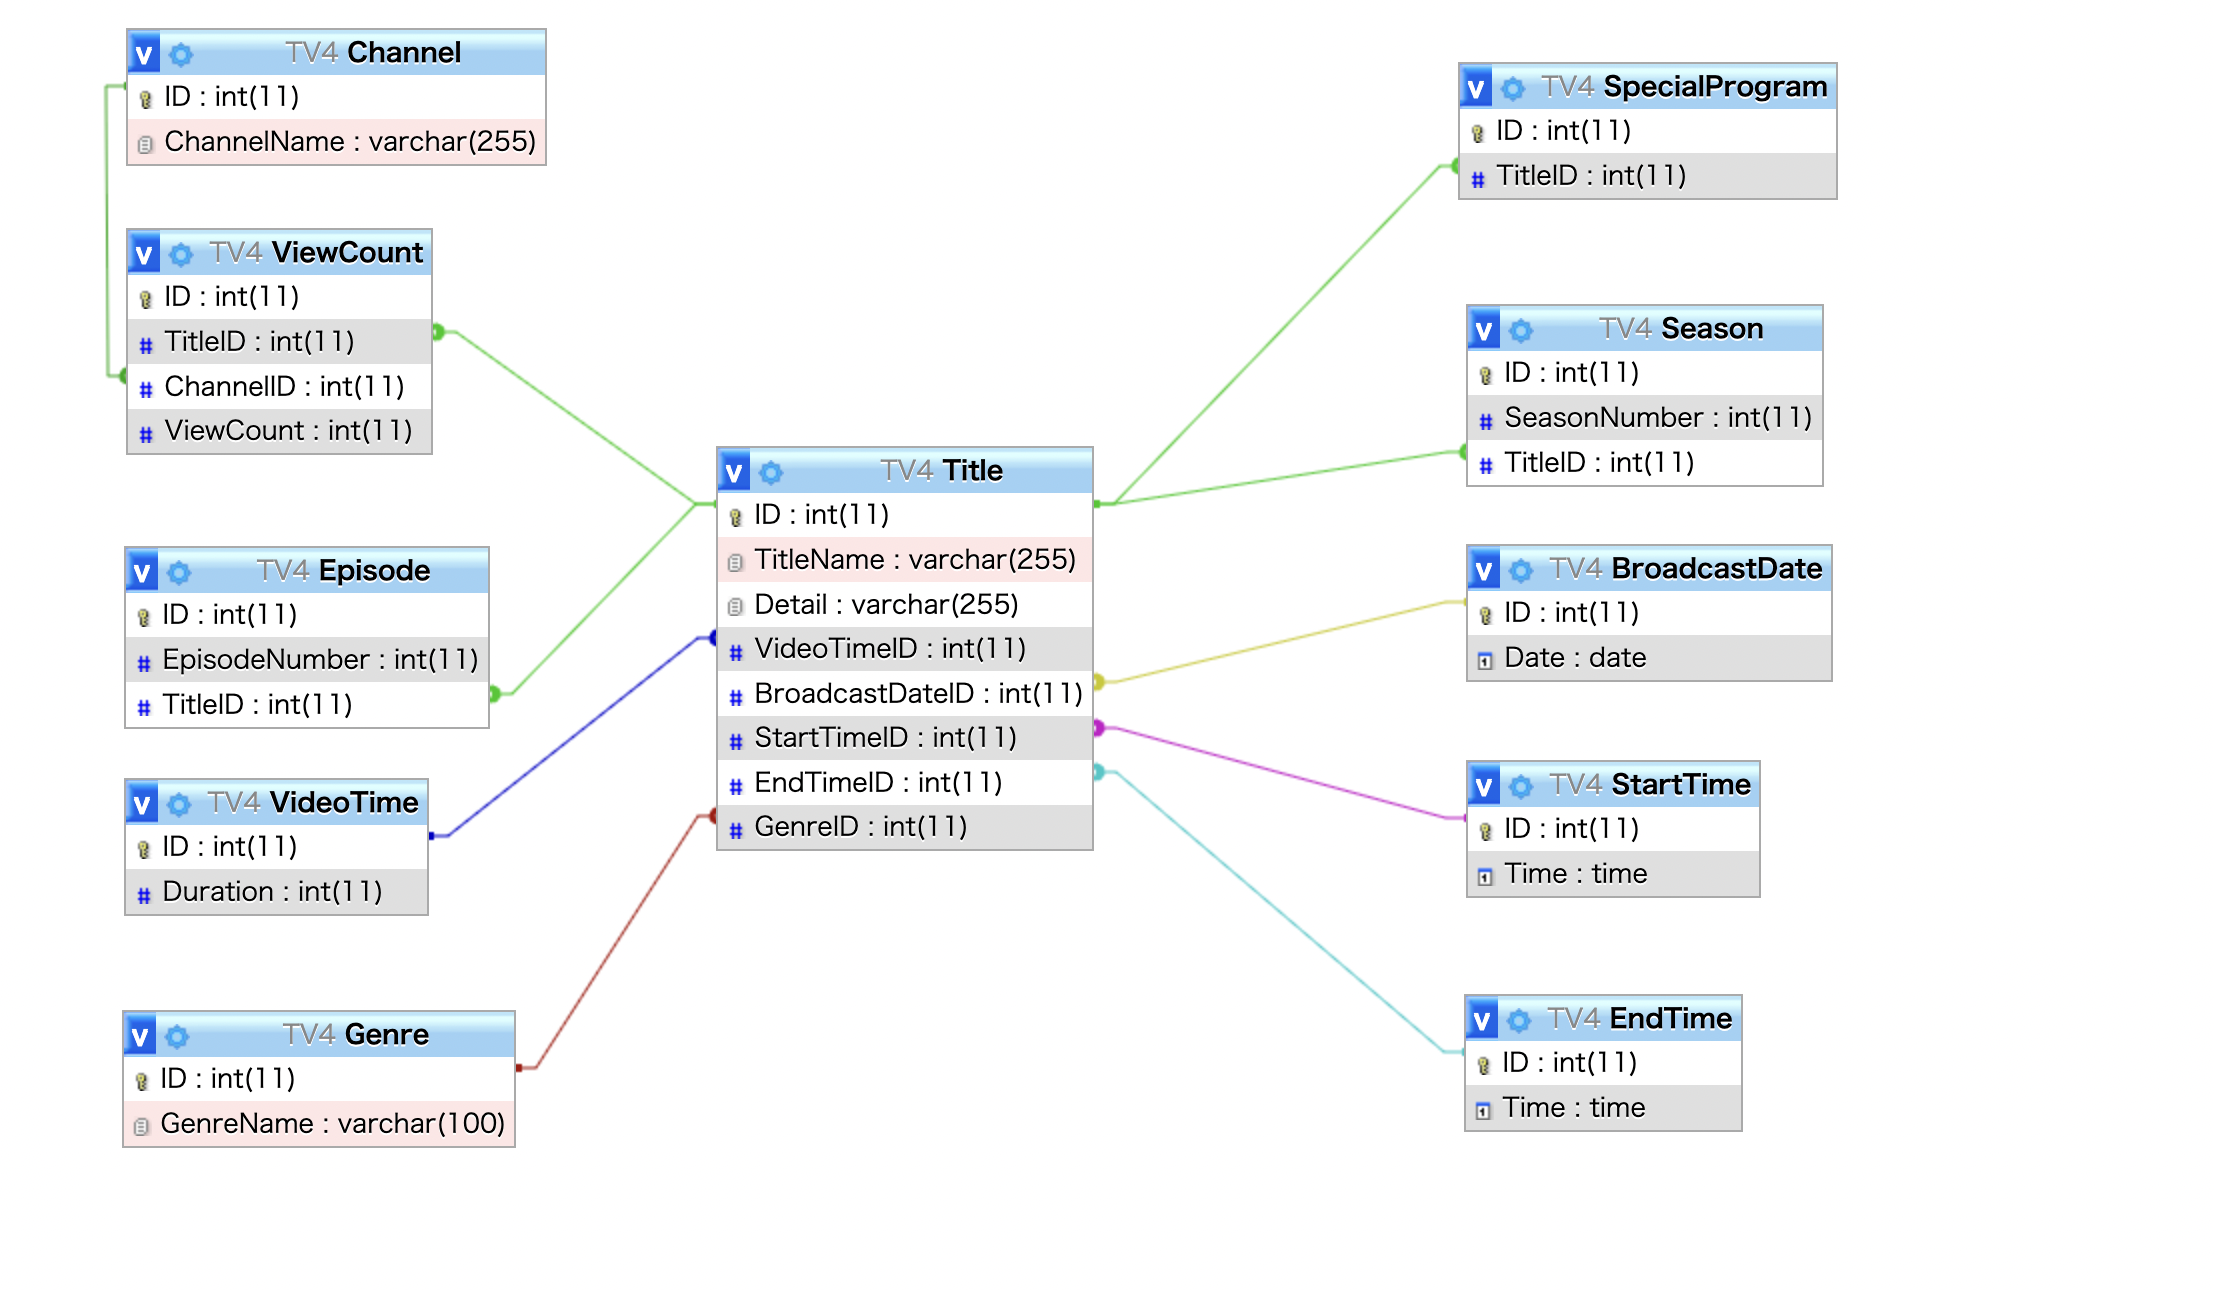 v TV4 Channel
ID : int(11)
ChannelName : varchar(255)
v TV4 ViewCount
ID : int(11)
# TitleID : int(11)
# ChannelID : int(11)
# ViewCount : int(11)
v TV4 Episode
ID : int(11)
# EpisodeNumber : int(11)
# TitleID : int(11)
v TV4 VideoTime
ID : int(11)
# Duration : int(11)
v TV4 Genre
ID : int(11)
GenreName : varchar(100)
v TV4 Title
ID : int(11)
TitleName : varchar(255)
Detail : varchar(255)
# VideoTimeID : int(11)
# BroadcastDateID : int(11)
# StartTimeID : int(11)
# EndTimeID : int(11)
# GenreID : int(11)
v TV4 SpecialProgram
ID : int(11)
# TitleID : int(11)
v TV4 Season
ID : int(11)
# SeasonNumber : int(11)
# TitleID : int(11)
v TV4 BroadcastDate
ID : int(11)
1 Date : date
v TV4 StartTime
ID : int(11)
1 Time : time
v TV4 EndTime
ID : int(11)
1 Time : time